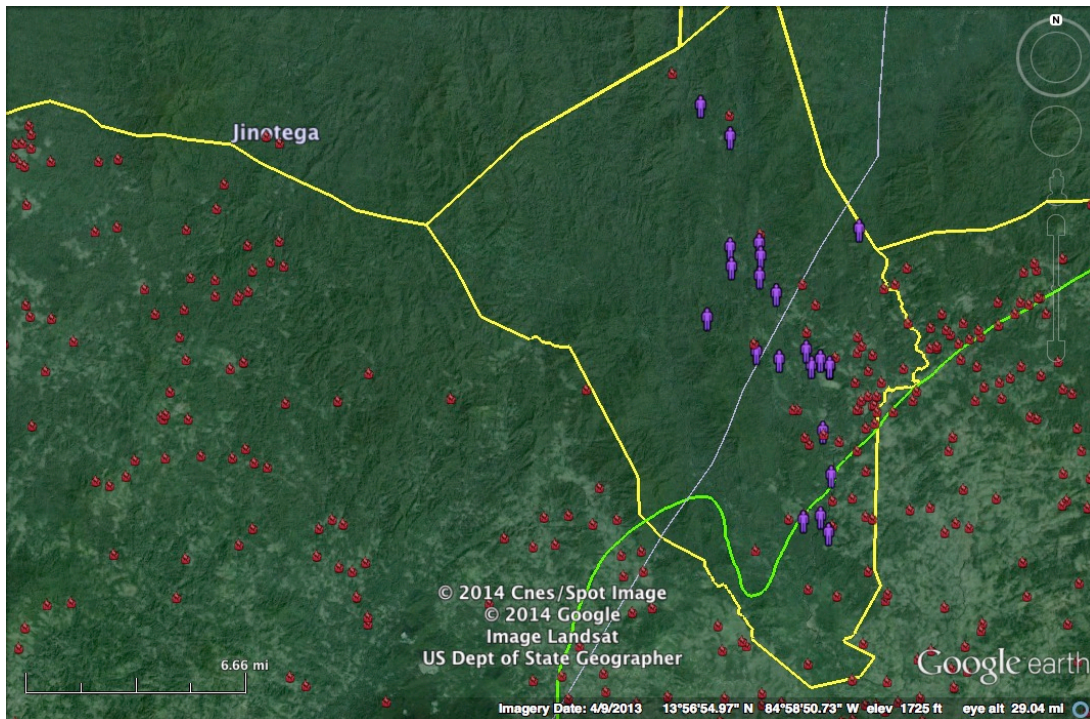 N
Jinotega
© 2014 Cnes/Spot Image
© 2014 Google
Image Landsat
US Dept of State Geographer
6.66 mi
Google earth
Imagery Date: 4/9/2013 13°56'54.97" N 84°58'50.73" W elev 1725 ft eye alt 29.04 mi